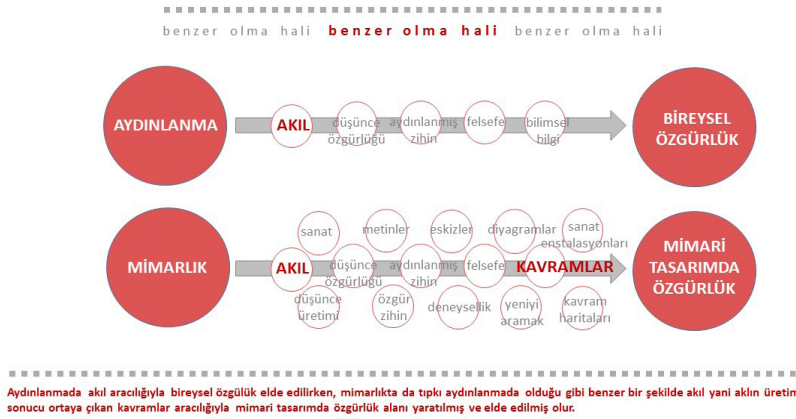 benzer olma hali benzer olma hali benzer olma hali
AYDINLANMA
AKIL
düşünce
özgürlüğü
aydınlanmış
zihin
felsefe
bilimsel
bilgi
BİREYSEL
ÖZGÜRLÜK
MİMARLIK
sanat
metinler
eskizler
diyagramlar
sanat
enstalasyonları
AKIL
düşünce
özgürlüğü
aydınlanmış
zihin
felsefe
KAVRAMLAR
düşünce
üretimi
özgür
zihin
deneysellik
yeniyi
aramak
kavram
haritaları
MİMARİ
TASARIMDA
ÖZGÜRLÜK
Aydınlanmada akıl aracılığıyla bireysel özgülük elde edilirken, mimarlıkta da tıpkı aydınlanmada olduğu gibi benzer bir şekilde akıl yani aklın üretim
sonucu ortaya çıkan kavramlar aracılığıyla mimari tasarımda özgürlük alanı yaratılmış ve elde edilmiş olur.